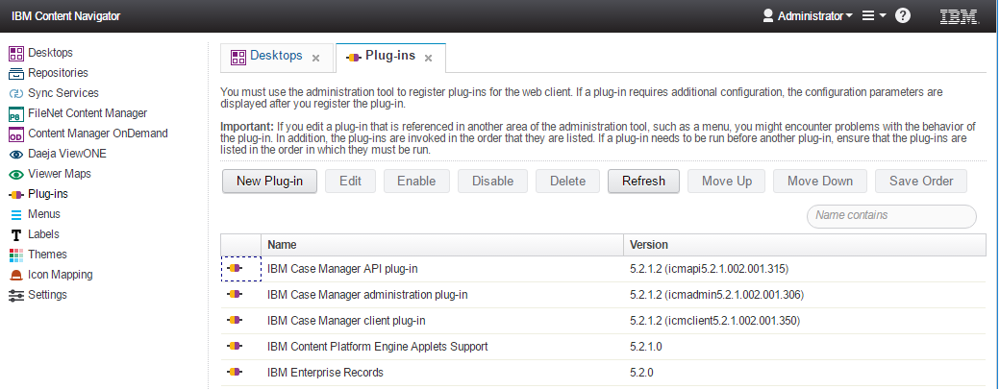 IBM Content Navigator
Administrator
?
IBM
Desktops
Repositories
Sync Services
FileNet Content Manager
Content Manager OnDemand
Daeja ViewONE
Viewer Maps
Plug-ins
Menus
Labels
Themes
Icon Mapping
Settings
Desktops x
Plug-ins x
You must use the administration tool to register plug-ins for the web client. If a plug-in requires additional configuration, the configuration parameters are
displayed after you register the plug-in.
Important: If you edit a plug-in that is referenced in another area of the administration tool, such as a menu, you might encounter problems with the behavior of
the plug-in. In addition, the plug-ins are invoked in the order that they are listed. If a plug-in needs to be run before another plug-in, ensure that the plug-ins are
listed in the order in which they must be run.
New Plug-in Edit Enable Disable Delete Refresh Move Up Move Down Save Order
Name contains
Name Version
IBM Case Manager API plug-in 5.2.1.2 (icmapi5.2.1.002.001.315)
IBM Case Manager administration plug-in 5.2.1.2 (icmadmin5.2.1.002.001.306)
IBM Case Manager client plug-in 5.2.1.2 (icmclient5.2.1.002.001.350)
IBM Content Platform Engine Applets Support 5.2.1.0
IBM Enterprise Records 5.2.0